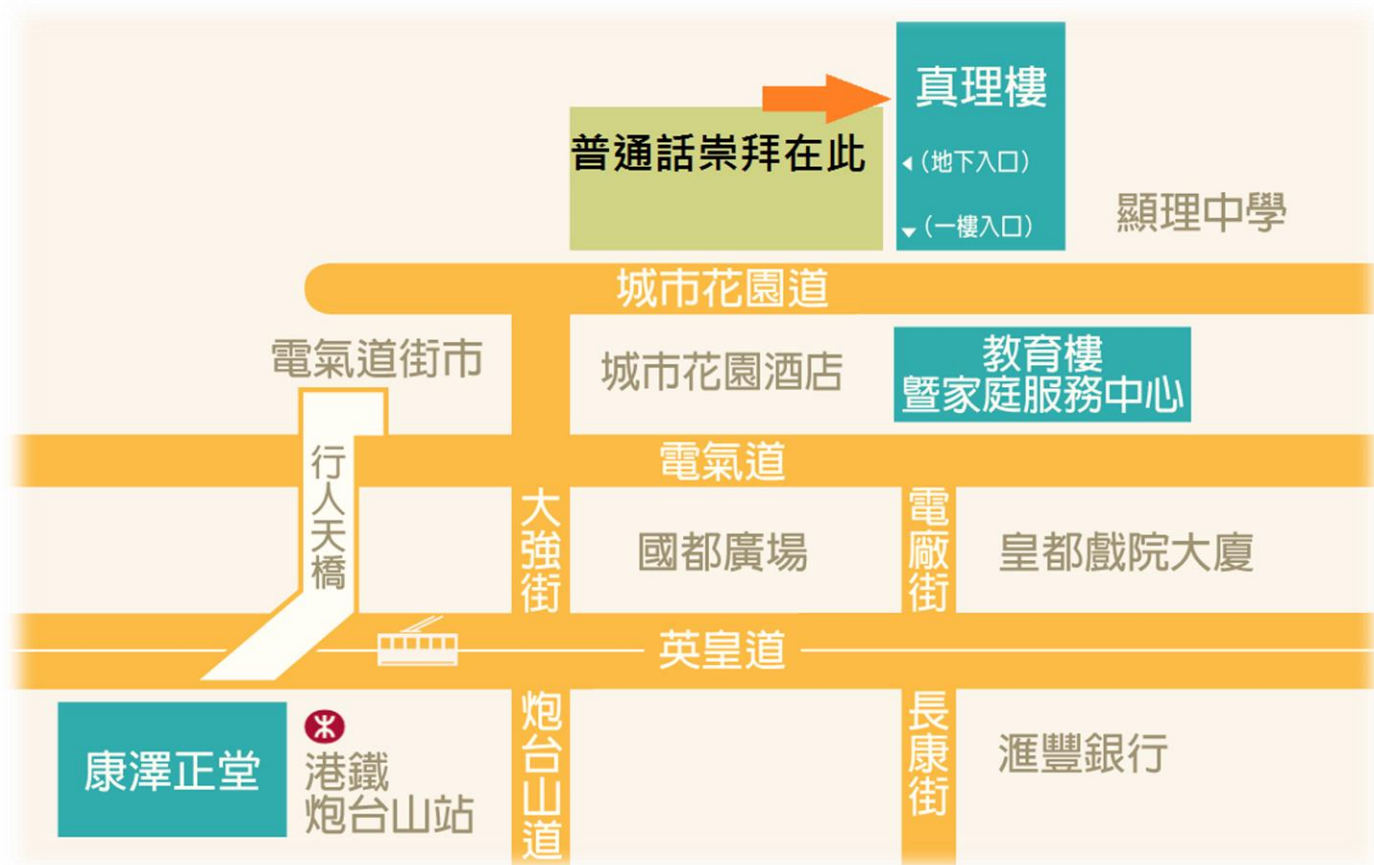 真理樓
普通話崇拜在此
(地下入口)
(一樓入口)
顯理中學
城市花園道
電氣道街市
城市花園酒店
教育樓
暨家庭服務中心
電氣道
行人天橋
大強街
國都廣場
電廠街
皇都戲院大廈
英皇道
康澤正堂
港鐵
炮台山站
炮台山道
長康街
滙豐銀行